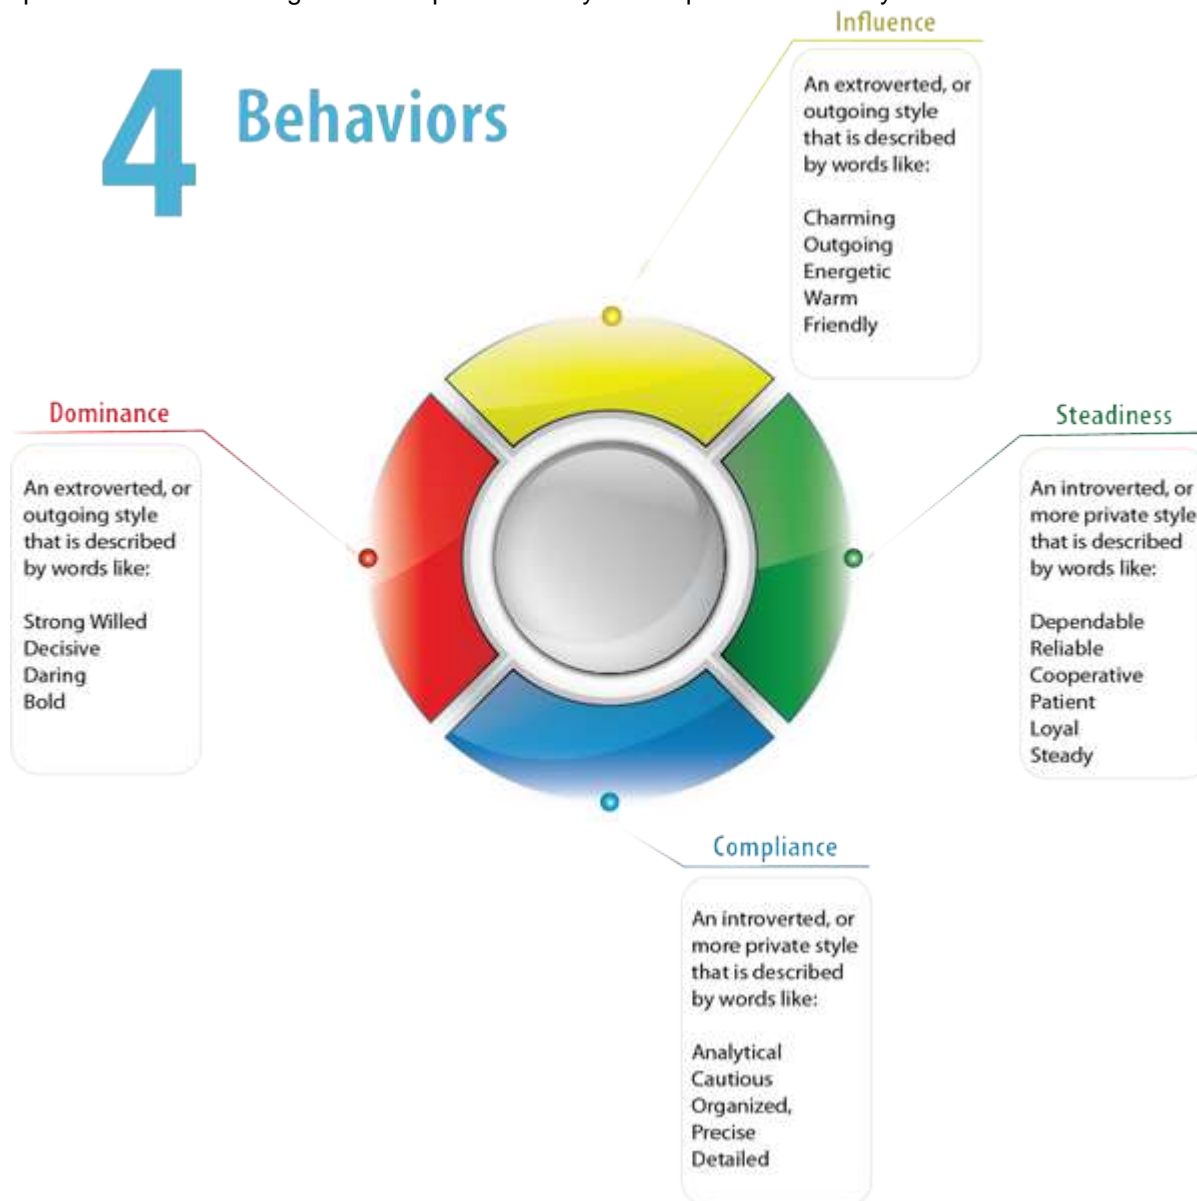 Influence
4 Behaviors
An extroverted, or
outgoing style
that is described
by words like:
Charming
Outgoing
Energetic
Warm
Friendly
Dominance
An extroverted, or
outgoing style
that is described
by words like:
Strong Willed
Decisive
Daring
Bold
Steadiness
An introverted, or
more private style
that is described
by words like:
Dependable
Reliable
Cooperative
Patient
Loyal
Steady
Compliance
An introverted, or
more private style
that is described
by words like:
Analytical
Cautious
Organized,
Precise
Detailed